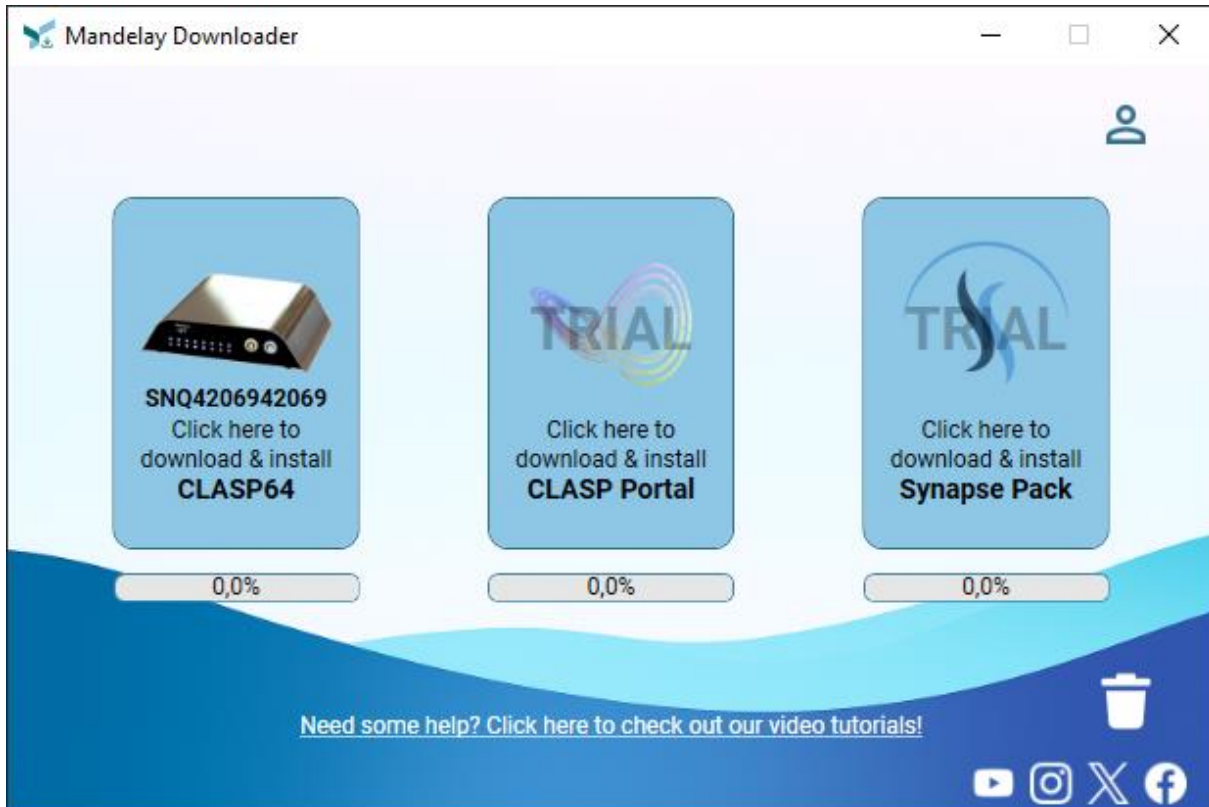 Mandelay Downloader
TRIAL
TRIAL
SNQ4206942069
Click here to
download & install
CLASP64
Click here to
download & install
CLASP Portal
Click here to
download & install
Synapse Pack
0,0%
0,0%
0,0%
Need some help? Click here to check out our video tutorials!